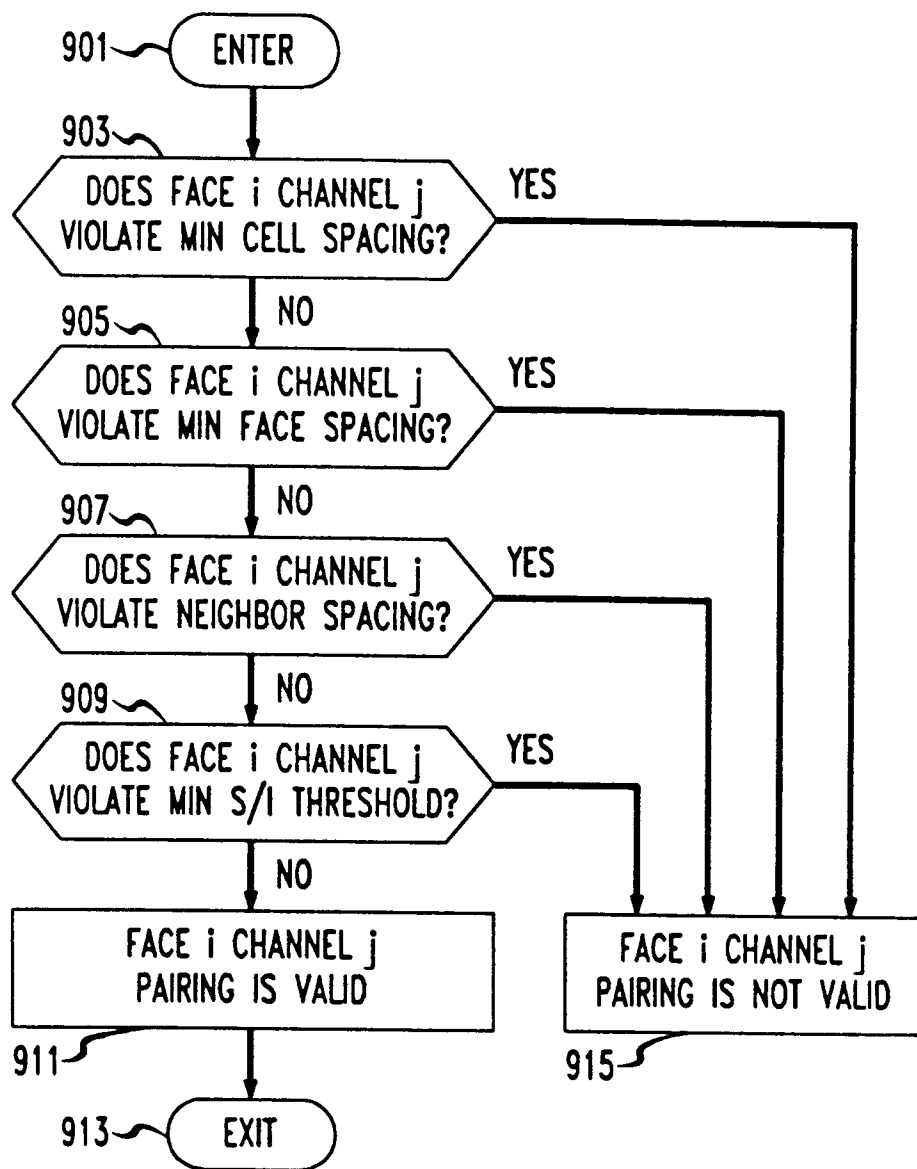 901
ENTER
903
DOES FACE i CHANNEL j
VIOLATE MIN CELL SPACING?
YES
NO
905
DOES FACE i CHANNEL j
VIOLATE MIN FACE SPACING?
YES
NO
907
DOES FACE i CHANNEL j
VIOLATE NEIGHBOR SPACING?
YES
NO
909
DOES FACE i CHANNEL j
VIOLATE MIN S/I THRESHOLD?
YES
NO
FACE i CHANNEL j
PAIRING IS VALID
911
FACE i CHANNEL j
PAIRING IS NOT VALID
915
913
EXIT